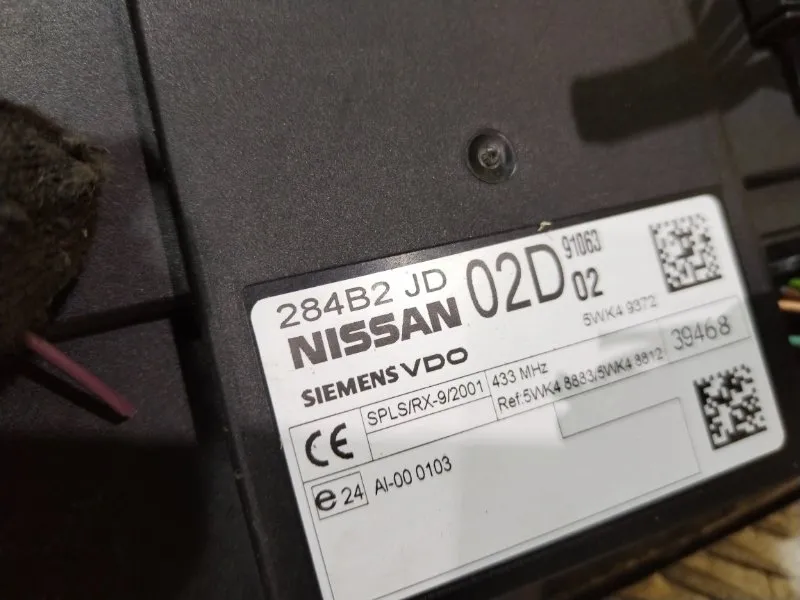 284B2 JD 02D 91063
02
NISSAN
5WK4 9372
SIEMENS VDO
CE SPLS/RX-9/2001 433 MHz 39468
Ref:5WK4 8883/5WK4 8812
e24 AI-00 0103